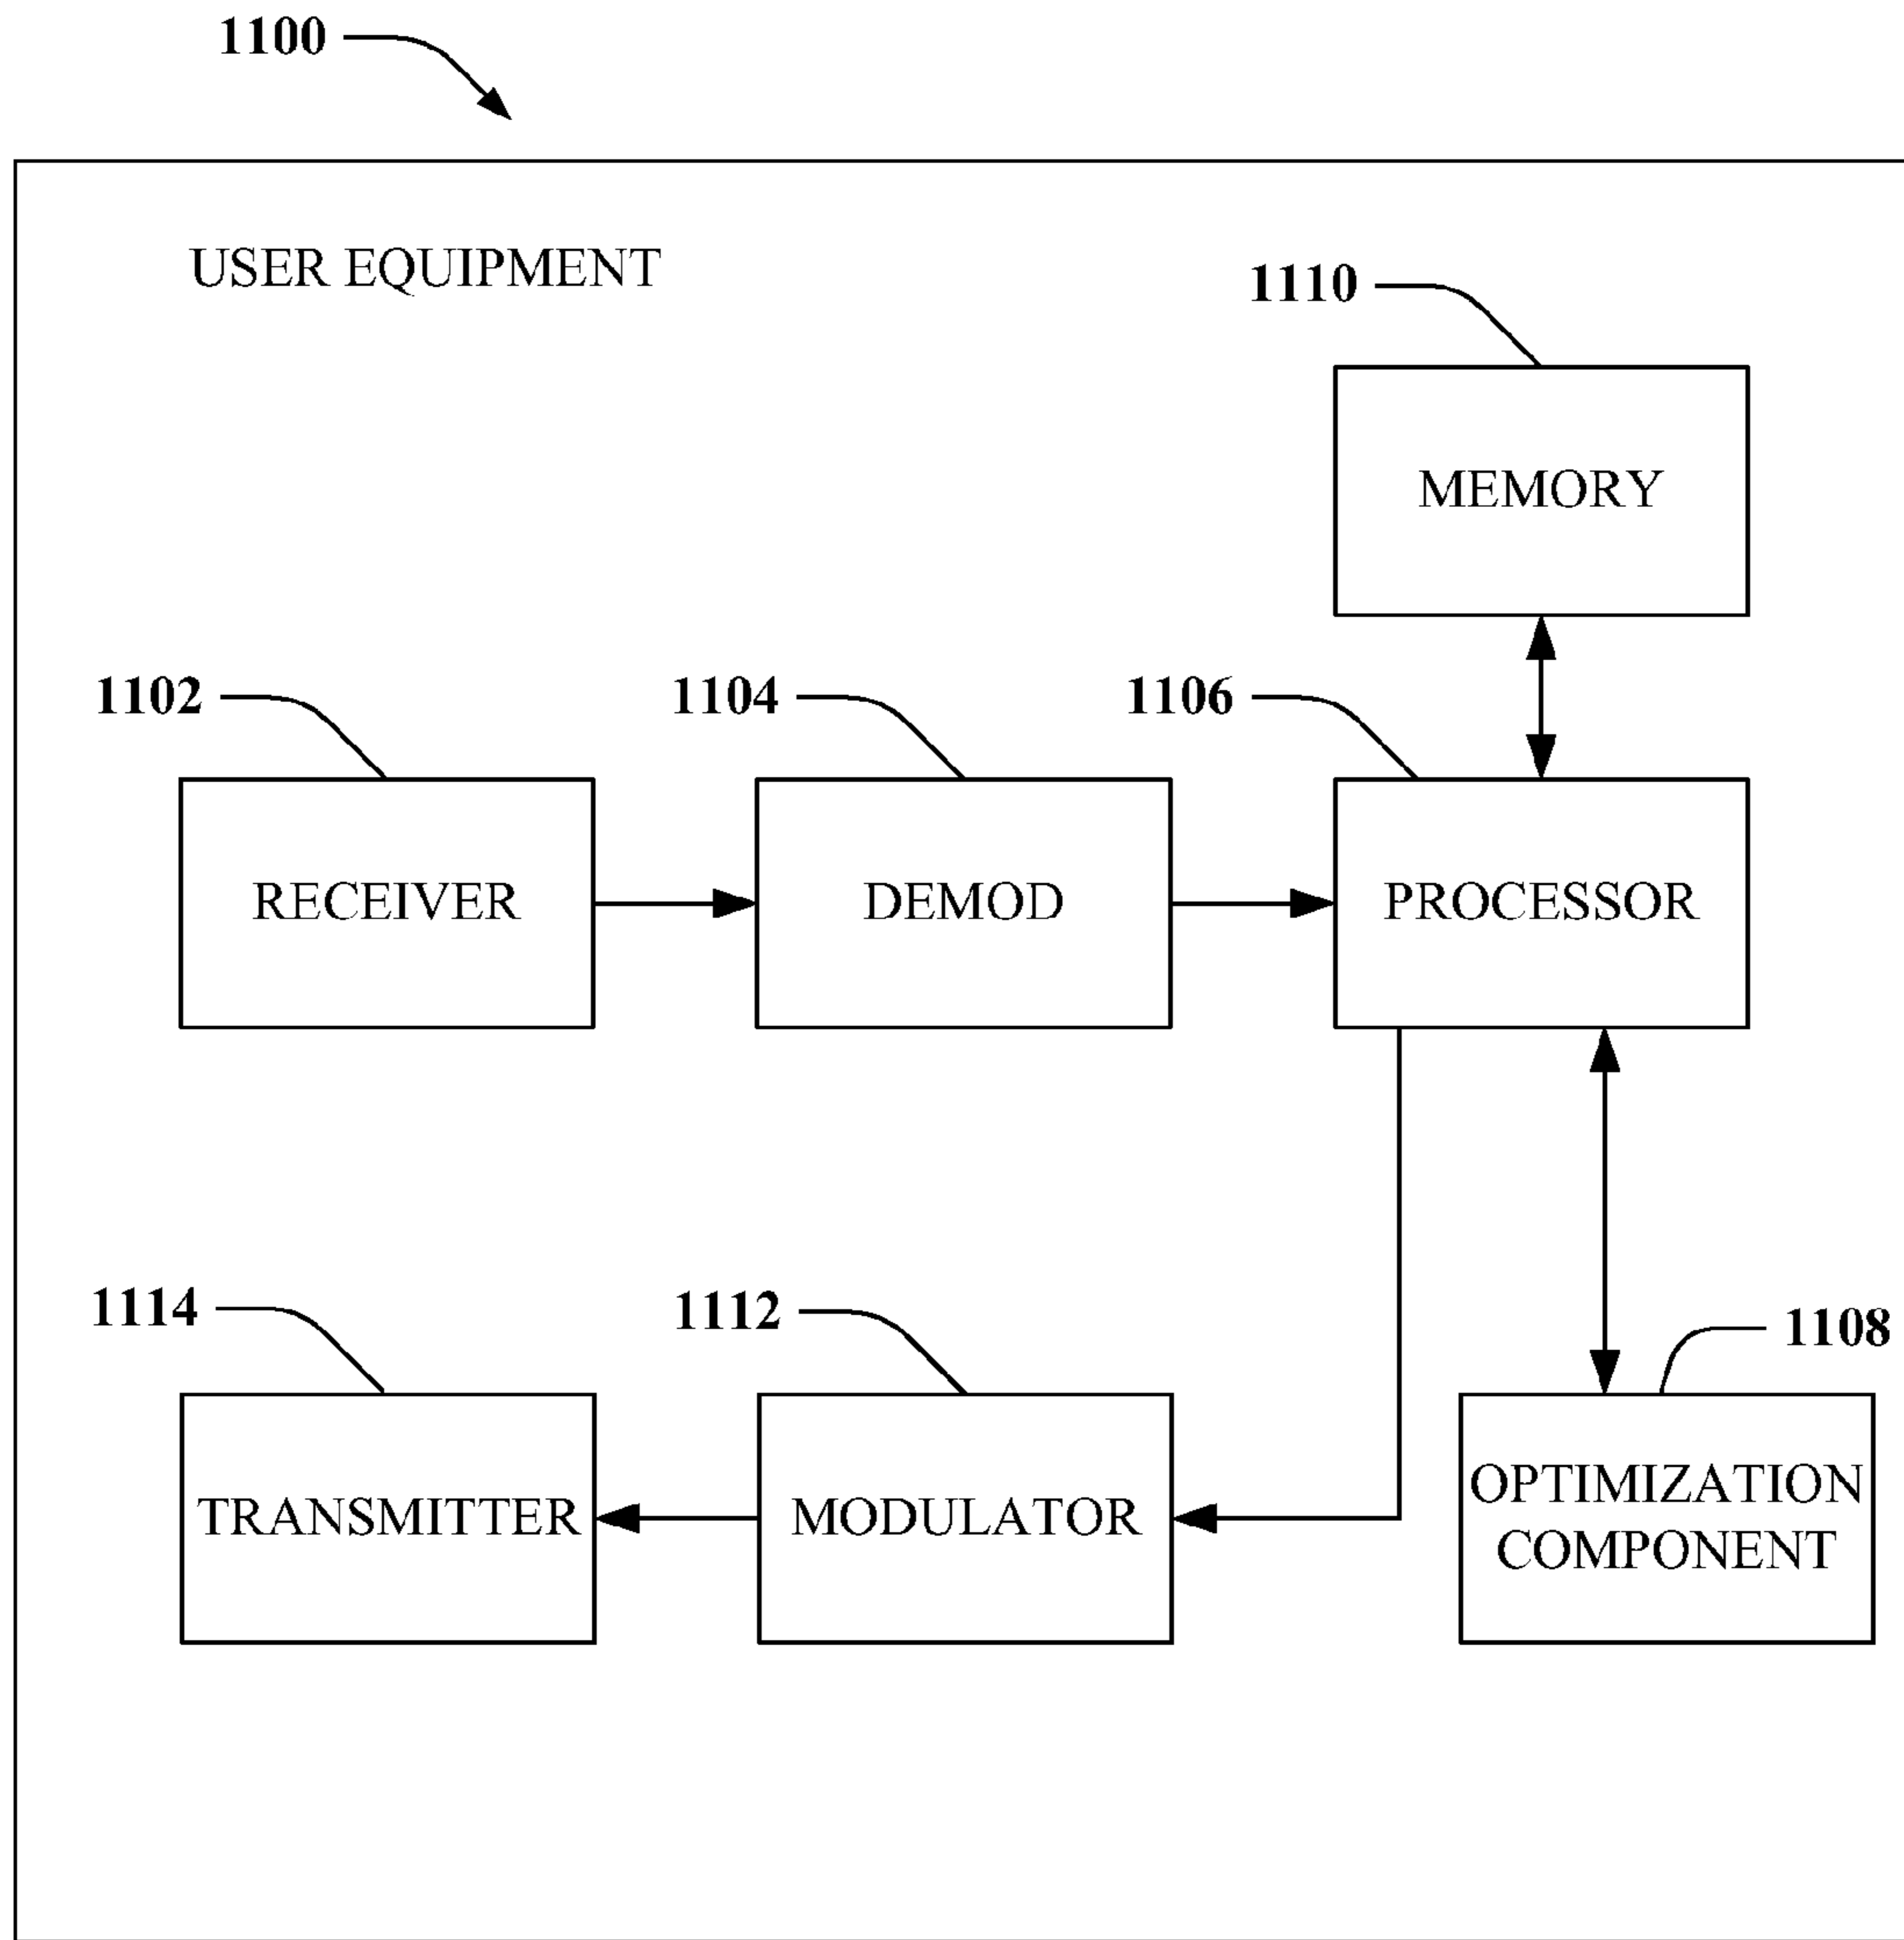 1100
USER EQUIPMENT
1110
MEMORY
1102
1104
1106
RECEIVER
DEMOD
PROCESSOR
1114
1112
1108
TRANSMITTER
MODULATOR
OPTIMIZATION
COMPONENT